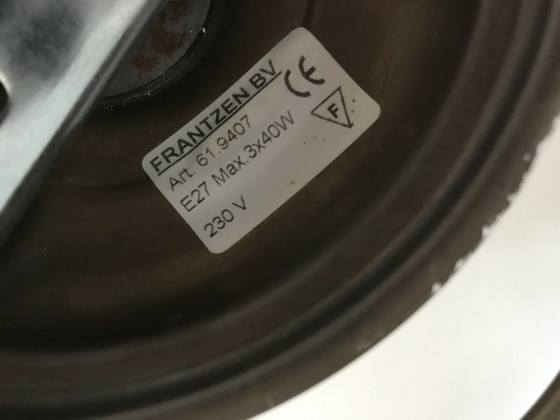 FRANTZEN BV
CE
Art. 61.9407
F
E27 Max.3x40W
230 V